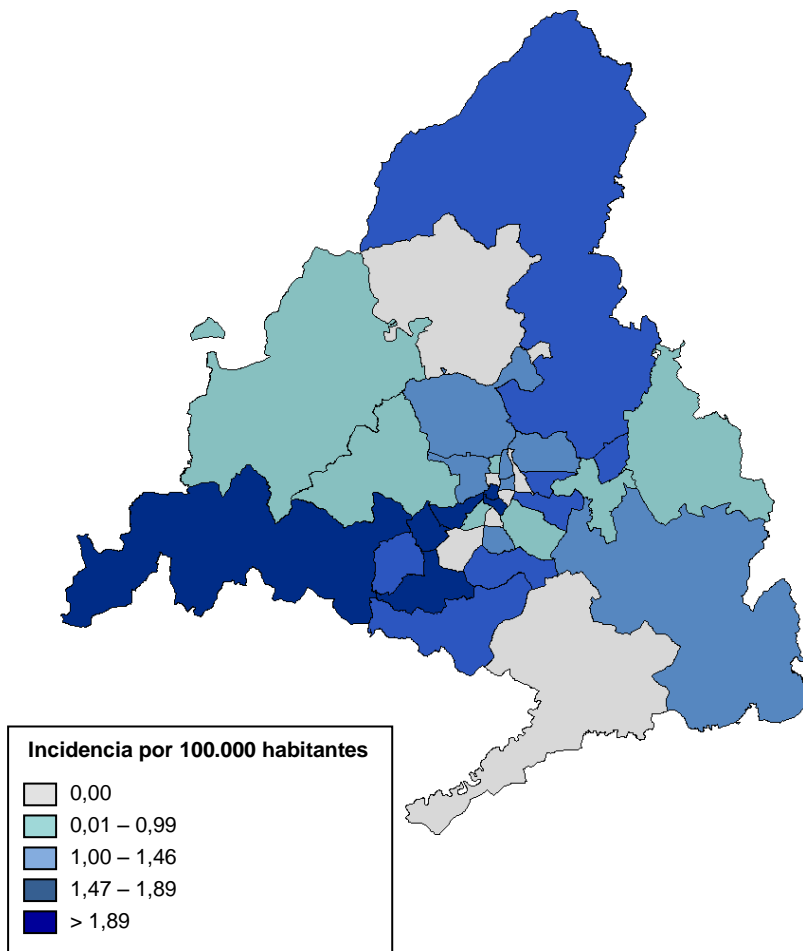 Incidencia por 100.000 habitantes
0,00
0,01 – 0,99
1,00 – 1,46
1,47 – 1,89
> 1,89